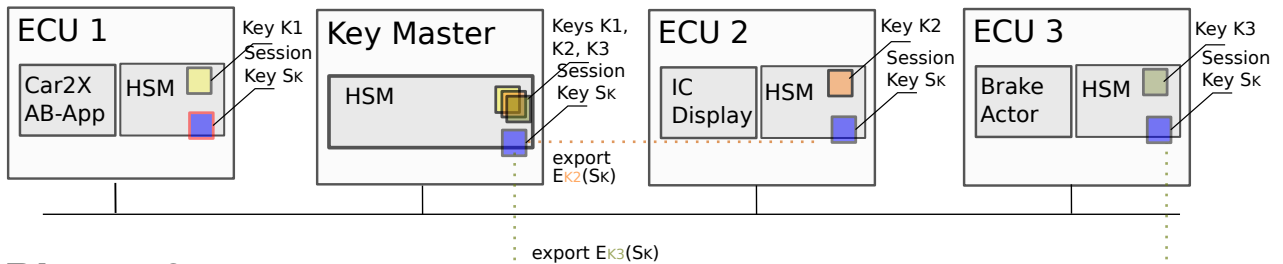 ECU 1
Key K1
Session
Key SK
Car2X
AB-App
HSM
Key Master
Keys K1,
K2, K3
Session
Key SK
HSM
export
EK2(SK)
ECU 2
Key K2
Session
Key SK
IC
Display
HSM
ECU 3
Key K3
Session
Key SK
Brake
Actor
HSM
export EK3(SK)